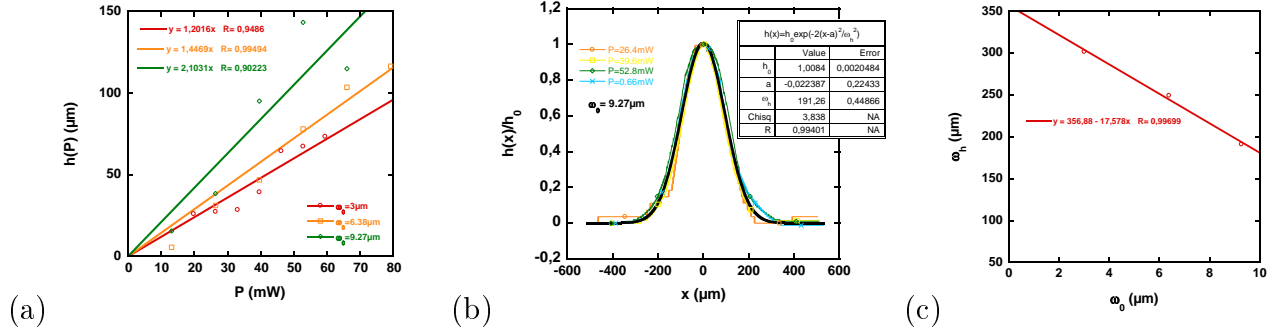 y = 1,2016x R= 0,9486
y = 1,4469x R= 0,99494
y = 2,1031x R= 0,90223
150
100
50
0
h(P) (µm)
ω0=3µm
ω0=6.38µm
ω0=9.27µm
0 10 20 30 40 50 60 70 80
P (mW)
(a)
P=26.4mW
P=39.6mW
P=52.8mW
P=0.66mW
ω0= 9.27µm
h(x)=h0exp(-2(x-a)²/ωh²)
Value Error
h0 1,0084 0,0020484
a -0,022387 0,22433
ωh 191,26 0,44866
Chisq 3,838 NA
R 0,99401 NA
1,2
1
0,8
0,6
0,4
0,2
0
-0,2
h(x)/h0
-600 -400 -200 0 200 400 600
x (µm)
(b)
350
300
250
200
150
100
50
ωh (µm)
y = 356,88 - 17,578x R= 0,99699
0 2 4 6 8 10
ω0 (µm)
(c)